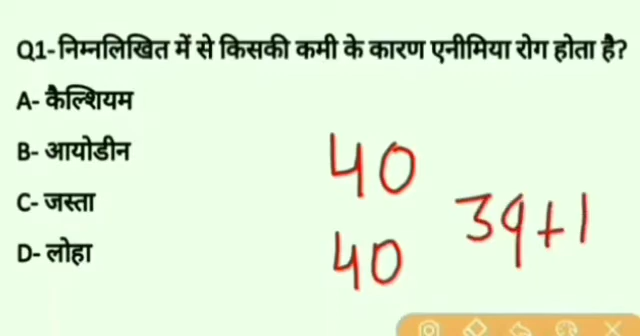 Q1-निम्नलिखित में से किसकी कमी के कारण एनीमिया रोग होता है?
A- कैल्शियम
B- आयोडीन
40
C- जस्ता
39+1
D- लोहा
40